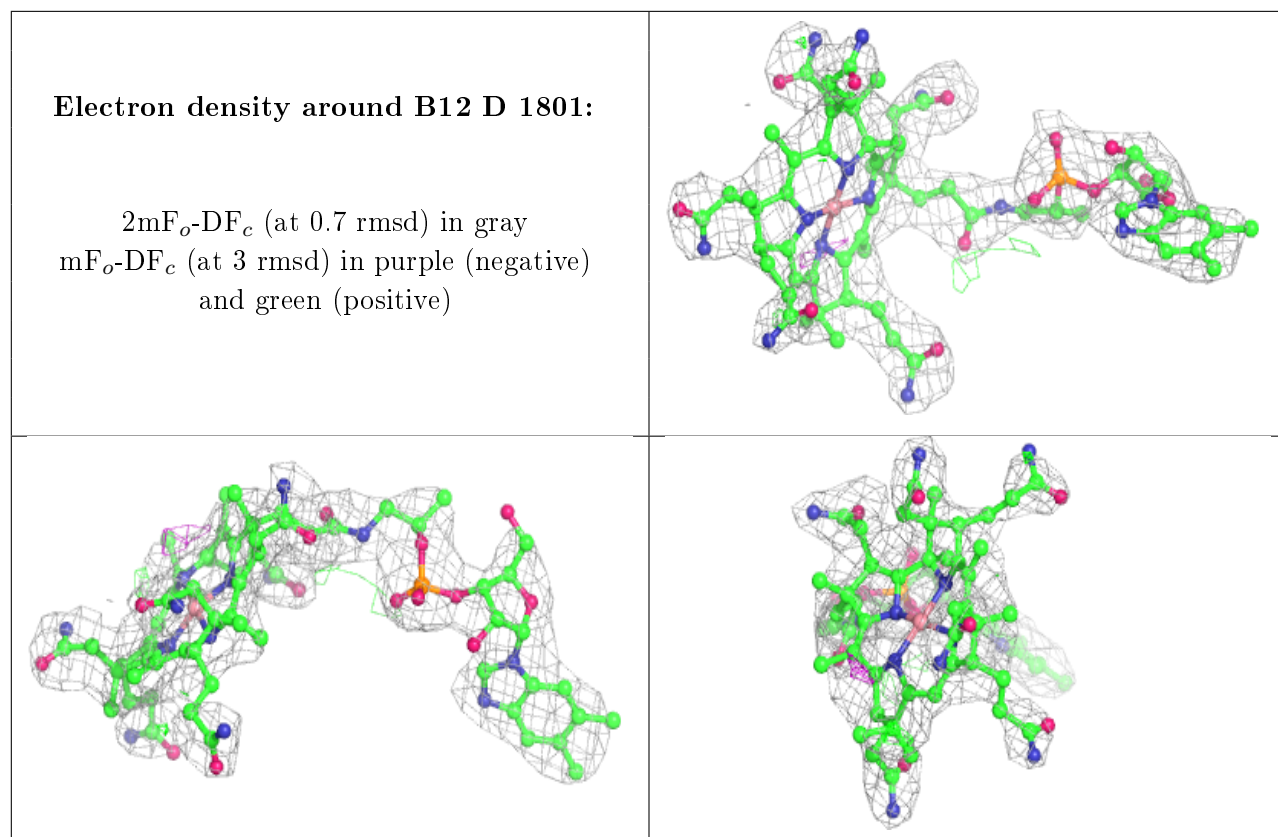 Electron density around B12 D 1801:
2mFo-DFc (at 0.7 rmsd) in gray
mFo-DFc (at 3 rmsd) in purple (negative)
and green (positive)